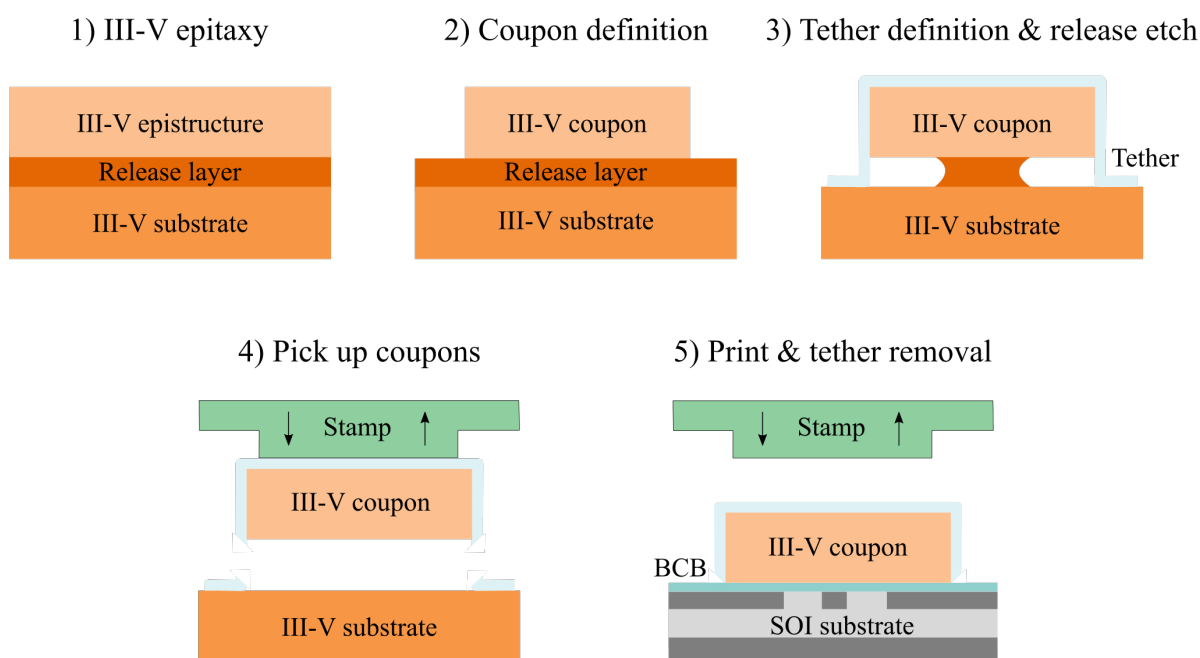 1) III-V epitaxy
III-V epistructure
Release layer
III-V substrate
2) Coupon definition
III-V coupon
Release layer
III-V substrate
3) Tether definition & release etch
III-V coupon
Tether
III-V substrate
4) Pick up coupons
Stamp
III-V coupon
III-V substrate
5) Print & tether removal
Stamp
III-V coupon
BCB
SOI substrate